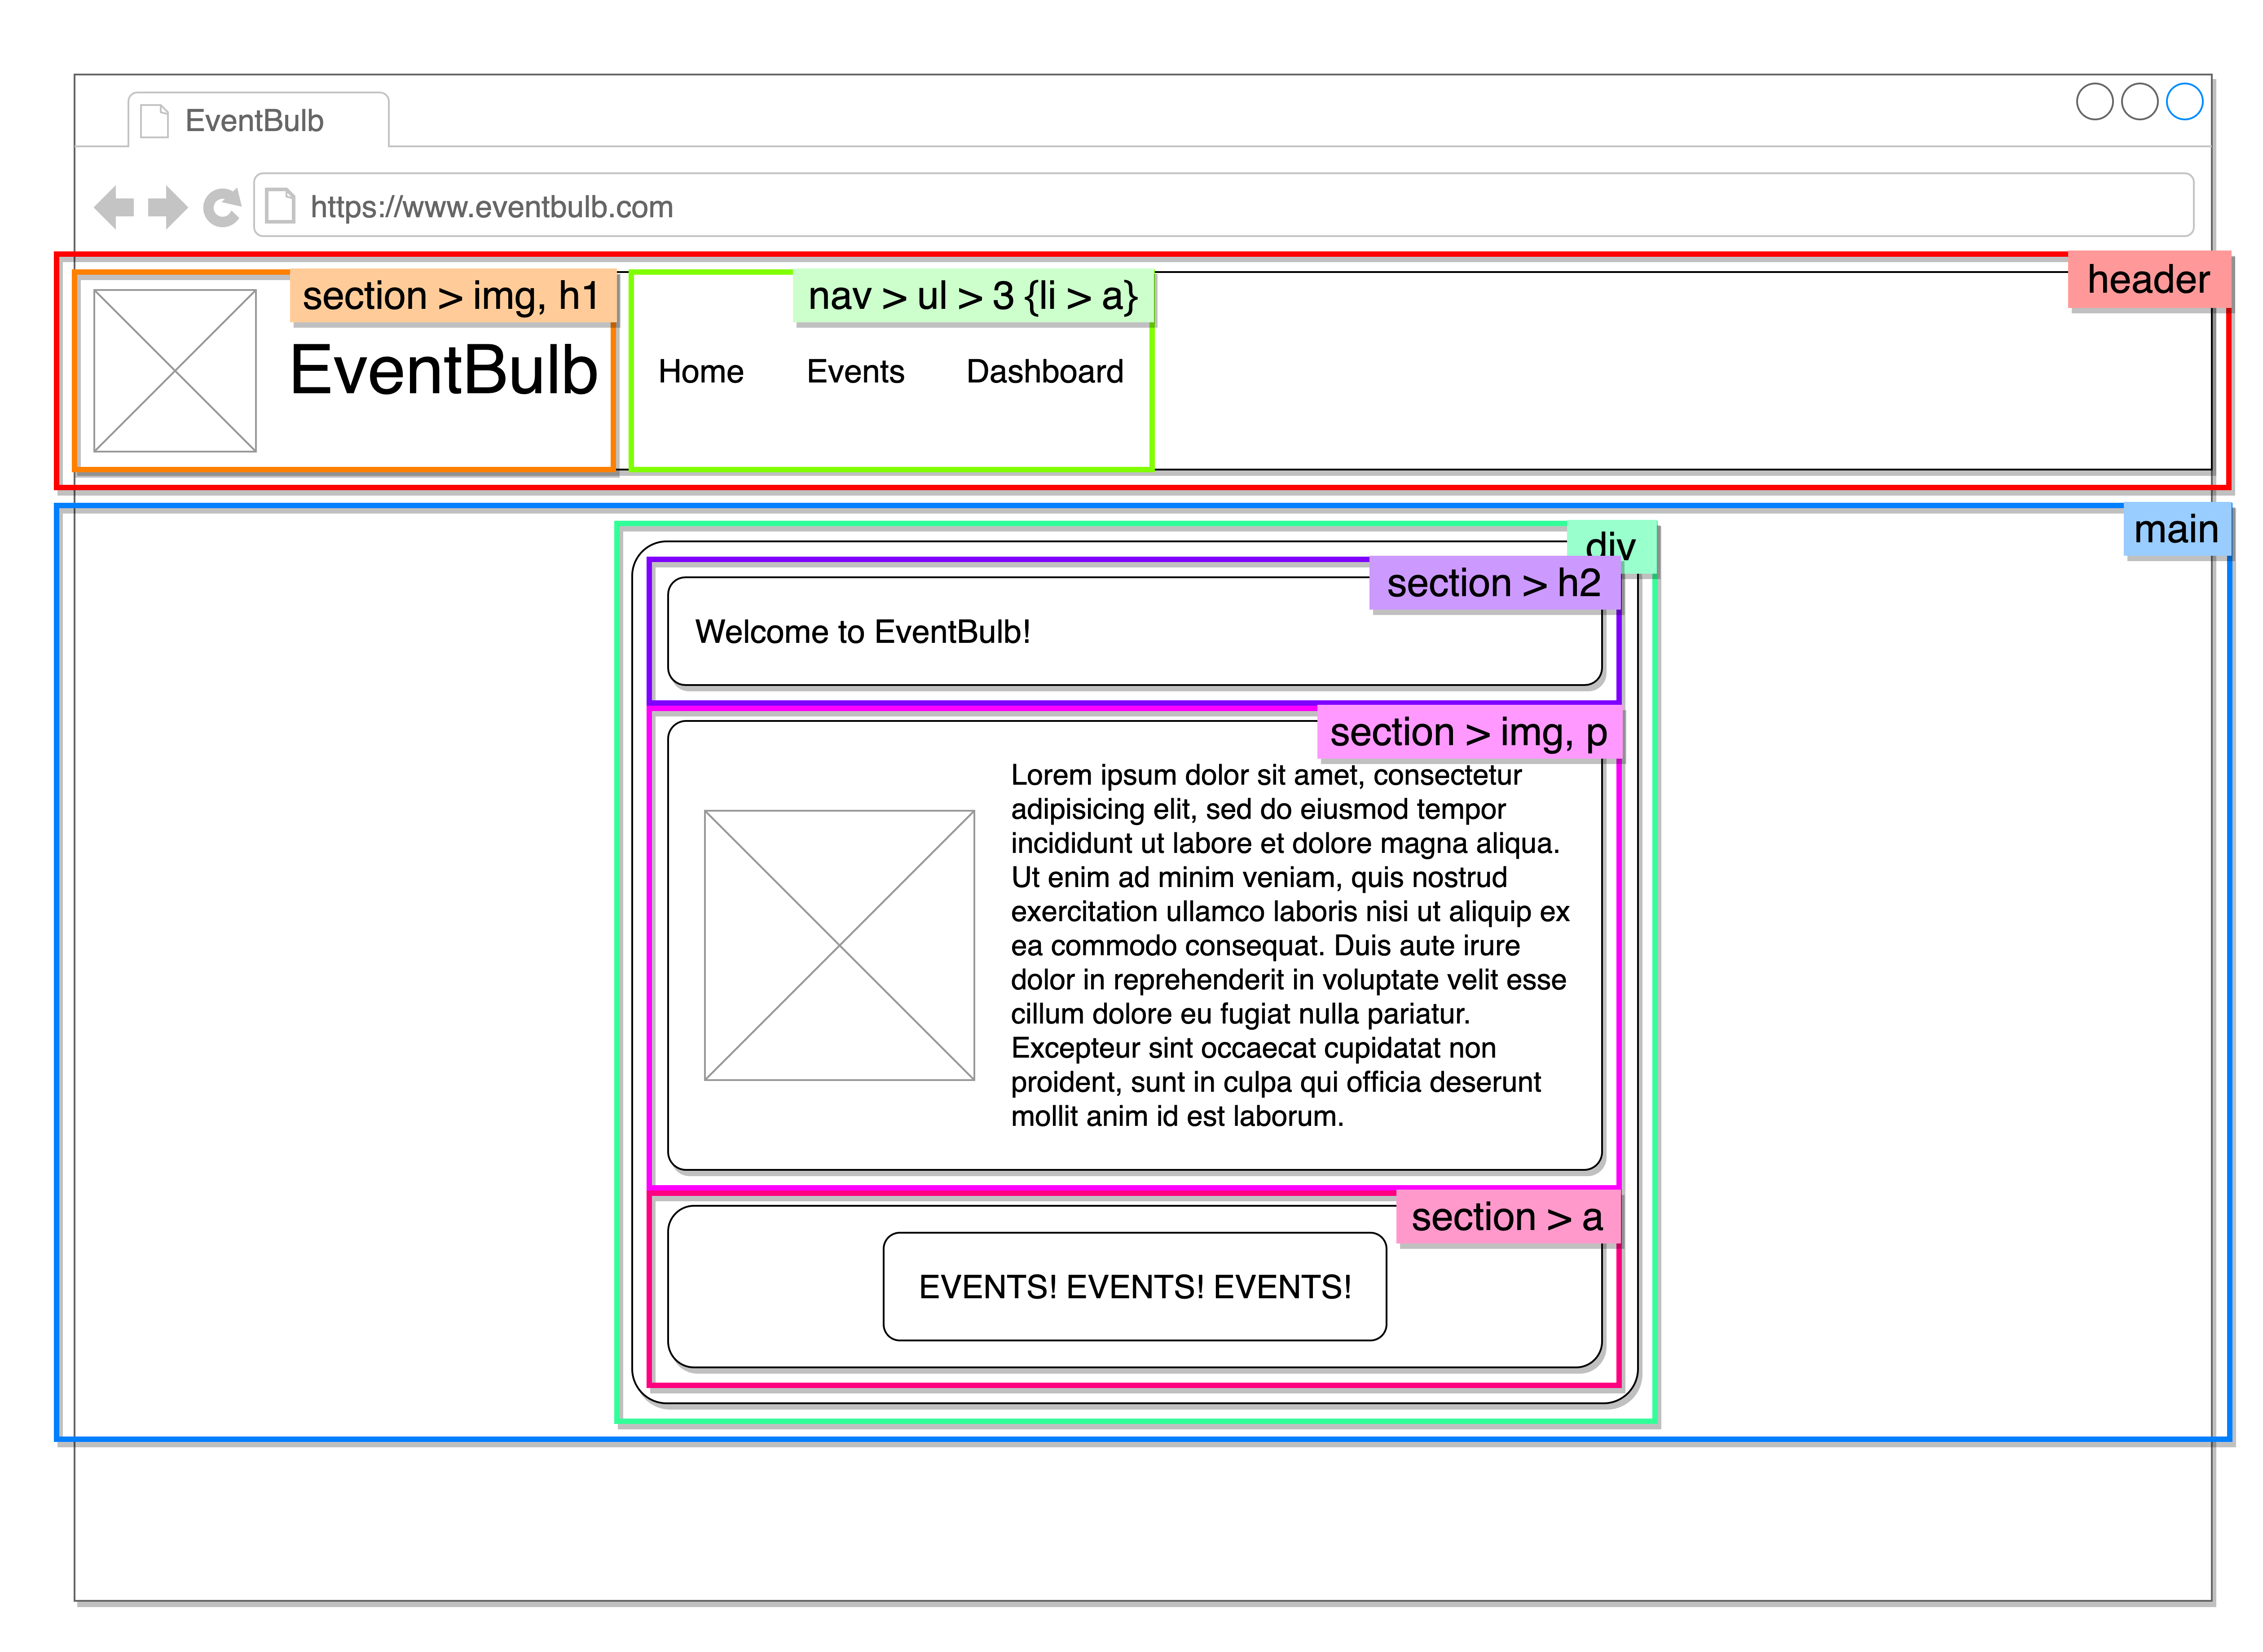 EventBulb
https://www.eventbulb.com
header
section > img, h1
nav > ul > 3 {li > a}
EventBulb
Home
Events
Dashboard
main
div
section > h2
Welcome to EventBulb!
section > img, p
Lorem ipsum dolor sit amet, consectetur
adipisicing elit, sed do eiusmod tempor
incididunt ut labore et dolore magna aliqua.
Ut enim ad minim veniam, quis nostrud
exercitation ullamco laboris nisi ut aliquip ex
ea commodo consequat. Duis aute irure
dolor in reprehenderit in voluptate velit esse
cillum dolore eu fugiat nulla pariatur.
Excepteur sint occaecat cupidatat non
proident, sunt in culpa qui officia deserunt
mollit anim id est laborum.
section > a
EVENTS! EVENTS! EVENTS!